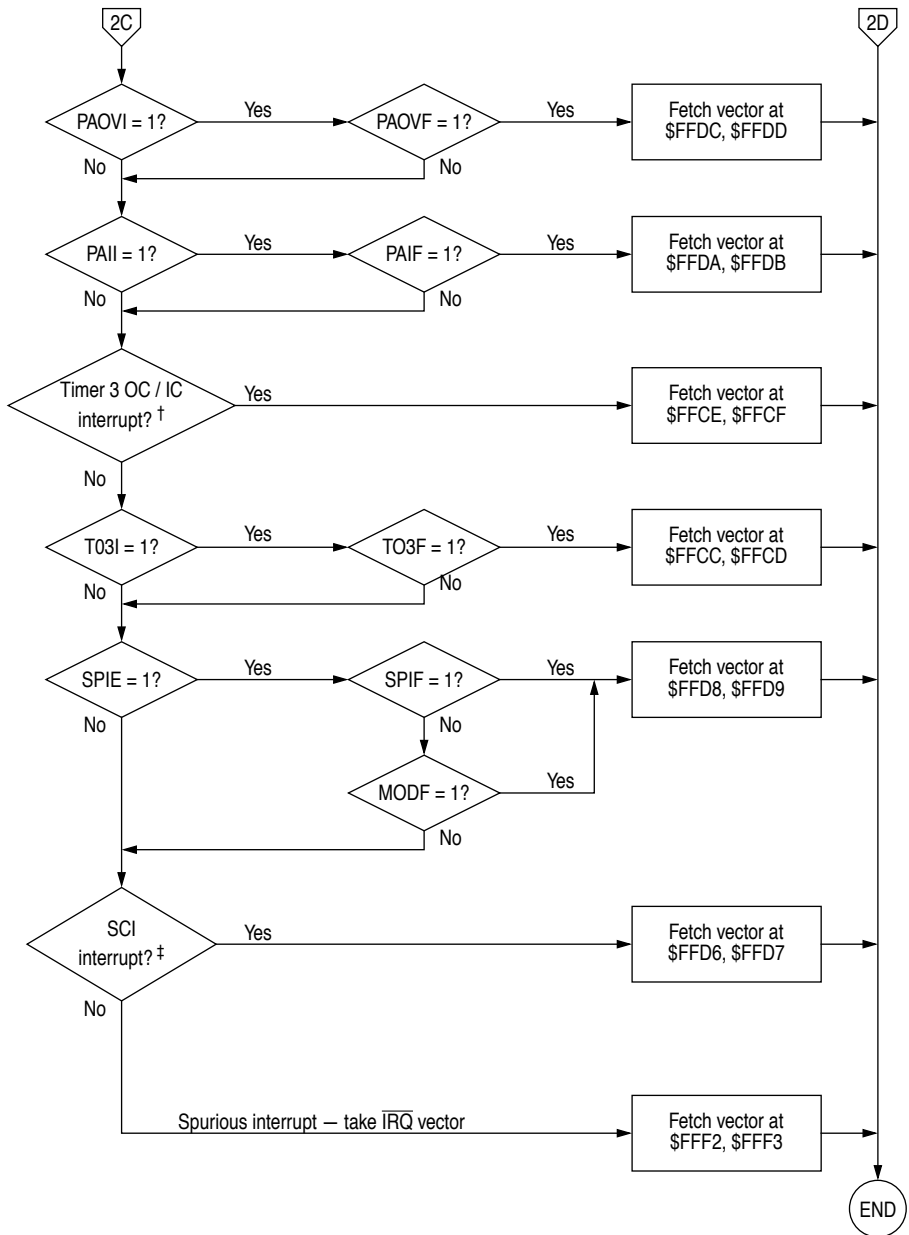 2C
2D
PAOVI = 1?
Yes
PAOVF = 1?
Yes
Fetch vector at
$FFDC, $FFDD
No
No
PAII = 1?
Yes
PAIF = 1?
Yes
Fetch vector at
$FFDA, $FFDB
No
No
Timer 3 OC / IC
interrupt? †
Yes
Fetch vector at
$FFCE, $FFCF
No
T03I = 1?
Yes
TO3F = 1?
Yes
Fetch vector at
$FFCC, $FFCD
No
No
SPIE = 1?
Yes
SPIF = 1?
Yes
Fetch vector at
$FFD8, $FFD9
No
No
MODF = 1?
Yes
No
SCI
interrupt? ‡
Yes
Fetch vector at
$FFD6, $FFD7
No
Spurious interrupt — take I̅R̅Q̅ vector
Fetch vector at
$FFF2, $FFF3
END